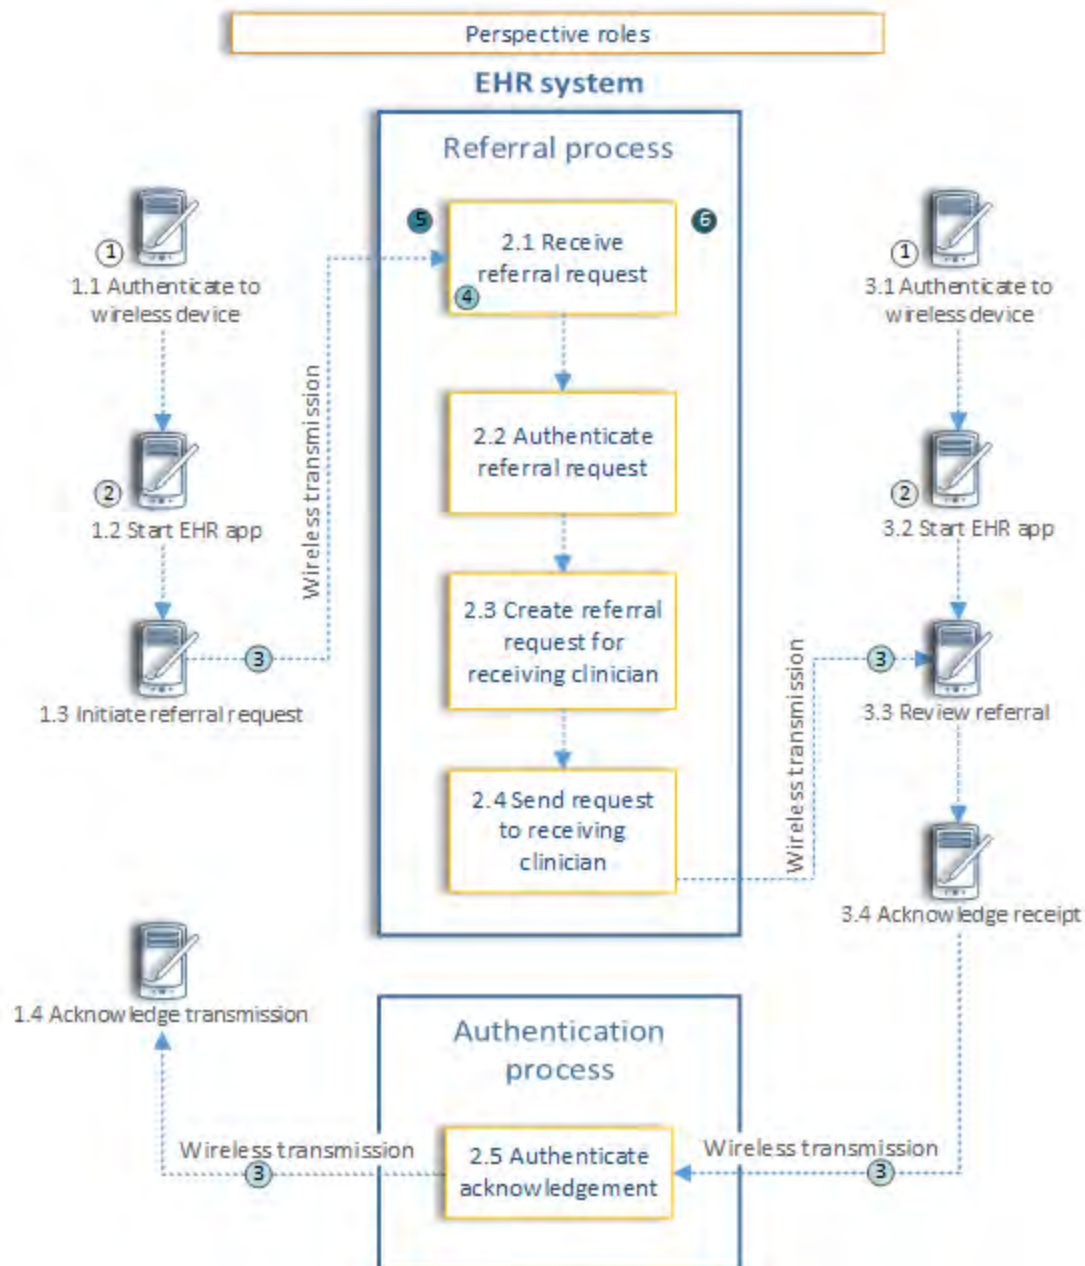 Perspective roles
EHR system
Referral process
1
1.1 Authenticate to
wireless device
2
1.2 Start EHR app
3
1.3 Initiate referral request
Wireless transmission
5
6
2.1 Receive
referral request
4
2.2 Authenticate
referral request
2.3 Create referral
request for
receiving clinician
2.4 Send request
to receiving
clinician
Wireless transmission
1
3.1 Authenticate to
wireless device
2
3.2 Start EHR app
3
3.3 Review referral
3.4 Acknowledge receipt
1.4 Acknowledge transmission
Authentication
process
Wireless transmission
3
2.5 Authenticate
acknowledgement
Wireless transmission
3